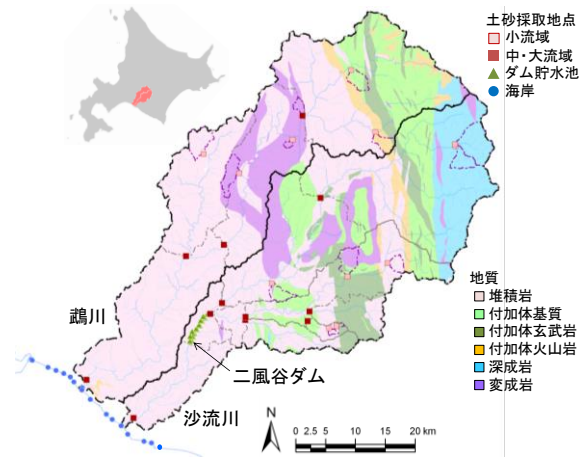 土砂採取地点
小流域
中・大流域
ダム貯水池
海岸
地質
堆積岩
付加体基質
付加体玄武岩
付加体火山岩
深成岩
変成岩
鵡川
二風谷ダム
沙流川
N
0 2.5 5 10 15 20 km